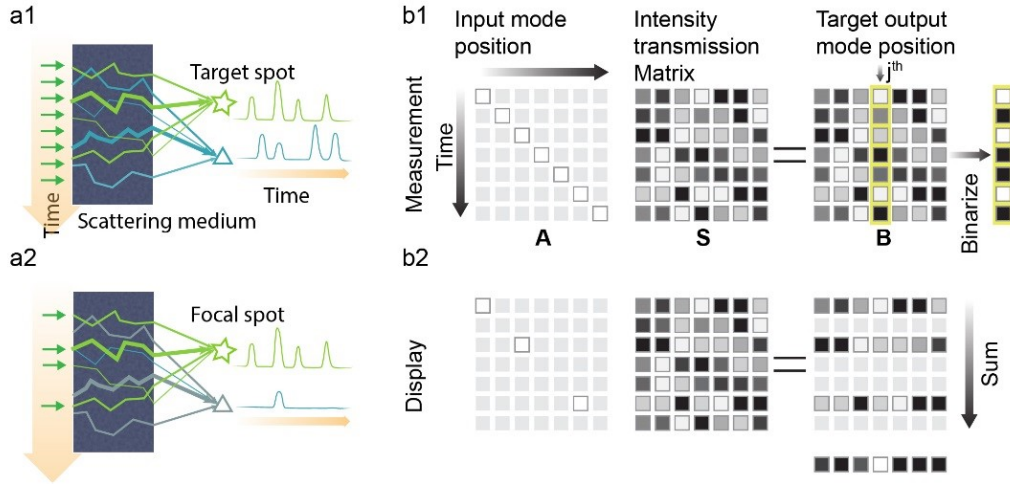 a1
Target spot
Time
Scattering medium
Time
a2
Focal spot
b1
Input mode
position
Intensity
transmission
Matrix
Target output
mode position
jth
Measurement
Time
A
S
B
Binarize
b2
Display
Sum